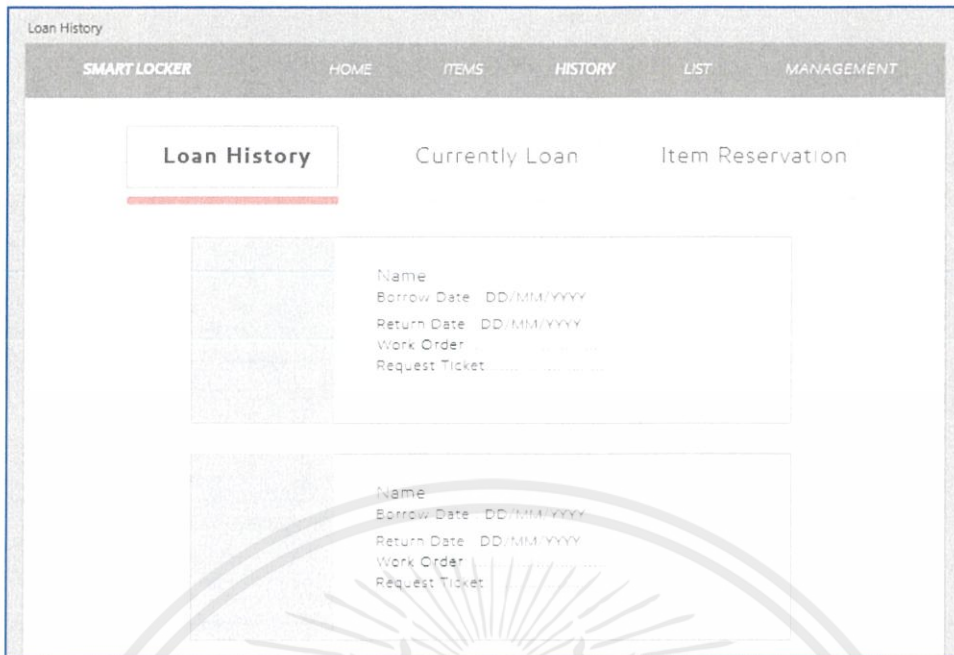 Loan History
SMART LOCKER HOME ITEMS HISTORY LIST MANAGEMENT
Loan History Currently Loan Item Reservation
Name
Borrow Date : DD/MM/YYYY
Return Date : DD/MM/YYYY
Work Order
Request Ticket
Name
Borrow Date : DD/MM/YYYY
Return Date : DD/MM/YYYY
Work Order
Request Ticket